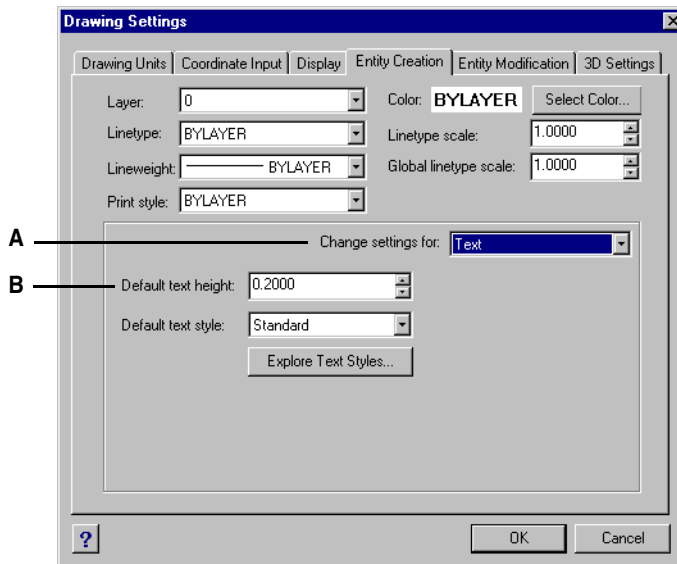 Drawing Settings
Drawing Units Coordinate Input Display Entity Creation Entity Modification 3D Settings
Layer: 0 Color: BYLAYER Select Color...
Linetype: BYLAYER Linetype scale: 1.0000
Lineweight: BYLAYER Global linetype scale: 1.0000
Print style: BYLAYER
A Change settings for: Text
B Default text height: 0.2000
Default text style: Standard
Explore Text Styles...
? OK Cancel